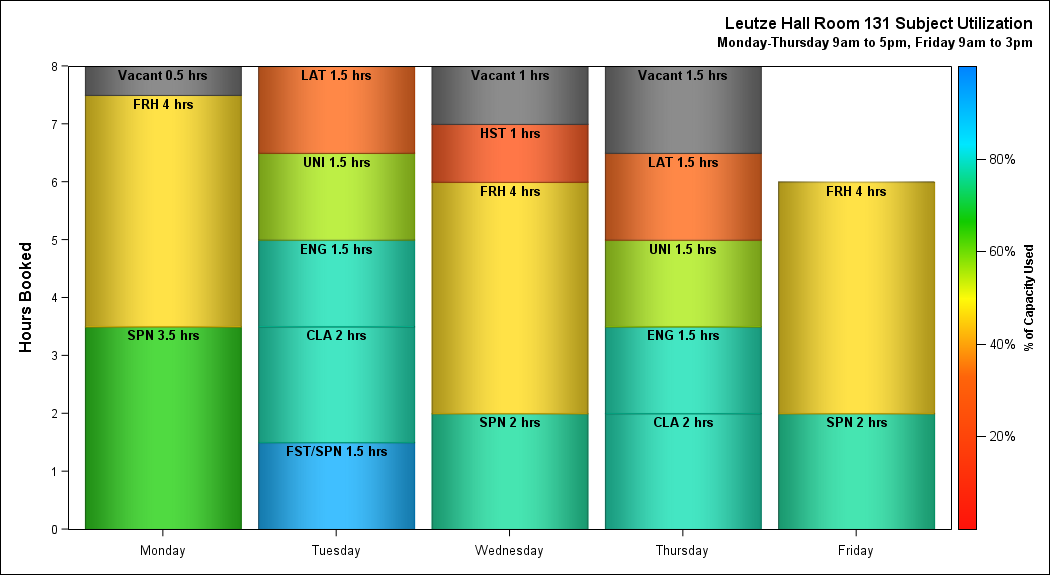 Leutze Hall Room 131 Subject Utilization
Monday-Thursday 9am to 5pm, Friday 9am to 3pm
Hours Booked
8
7
6
5
4
3
2
1
0
Vacant 0.5 hrs
FRH 4 hrs
SPN 3.5 hrs
Monday
LAT 1.5 hrs
UNI 1.5 hrs
ENG 1.5 hrs
CLA 2 hrs
FST/SPN 1.5 hrs
Tuesday
Vacant 1 hrs
HST 1 hrs
FRH 4 hrs
SPN 2 hrs
Wednesday
Vacant 1.5 hrs
LAT 1.5 hrs
UNI 1.5 hrs
ENG 1.5 hrs
CLA 2 hrs
Thursday
FRH 4 hrs
SPN 2 hrs
Friday
80%
60%
40%
20%
% of Capacity Used